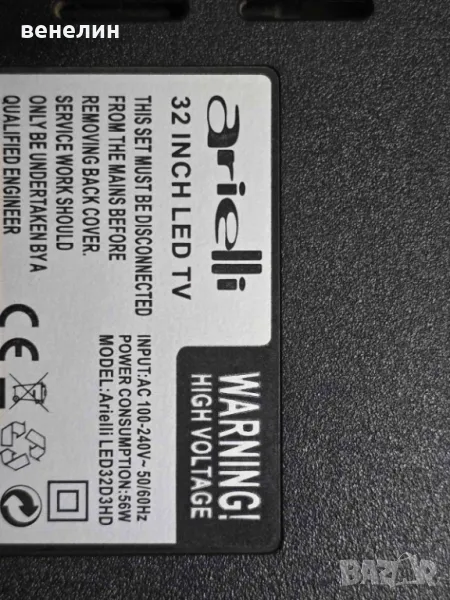 венелин
arielli
32 INCH LED TV
THIS SET MUST BE DISCONNECTED
FROM THE MAINS BEFORE
REMOVING BACK COVER.
SERVICE WORK SHOULD
ONLY BE UNDERTAKEN BY A
QUALIFIED ENGINEER
WARNING!
HIGH VOLTAGE
INPUT:AC 100-240V~ 50/60Hz
POWER CONSUMPTION:56W
MODEL:Arielli LED32D3HD
CE
BAZAR